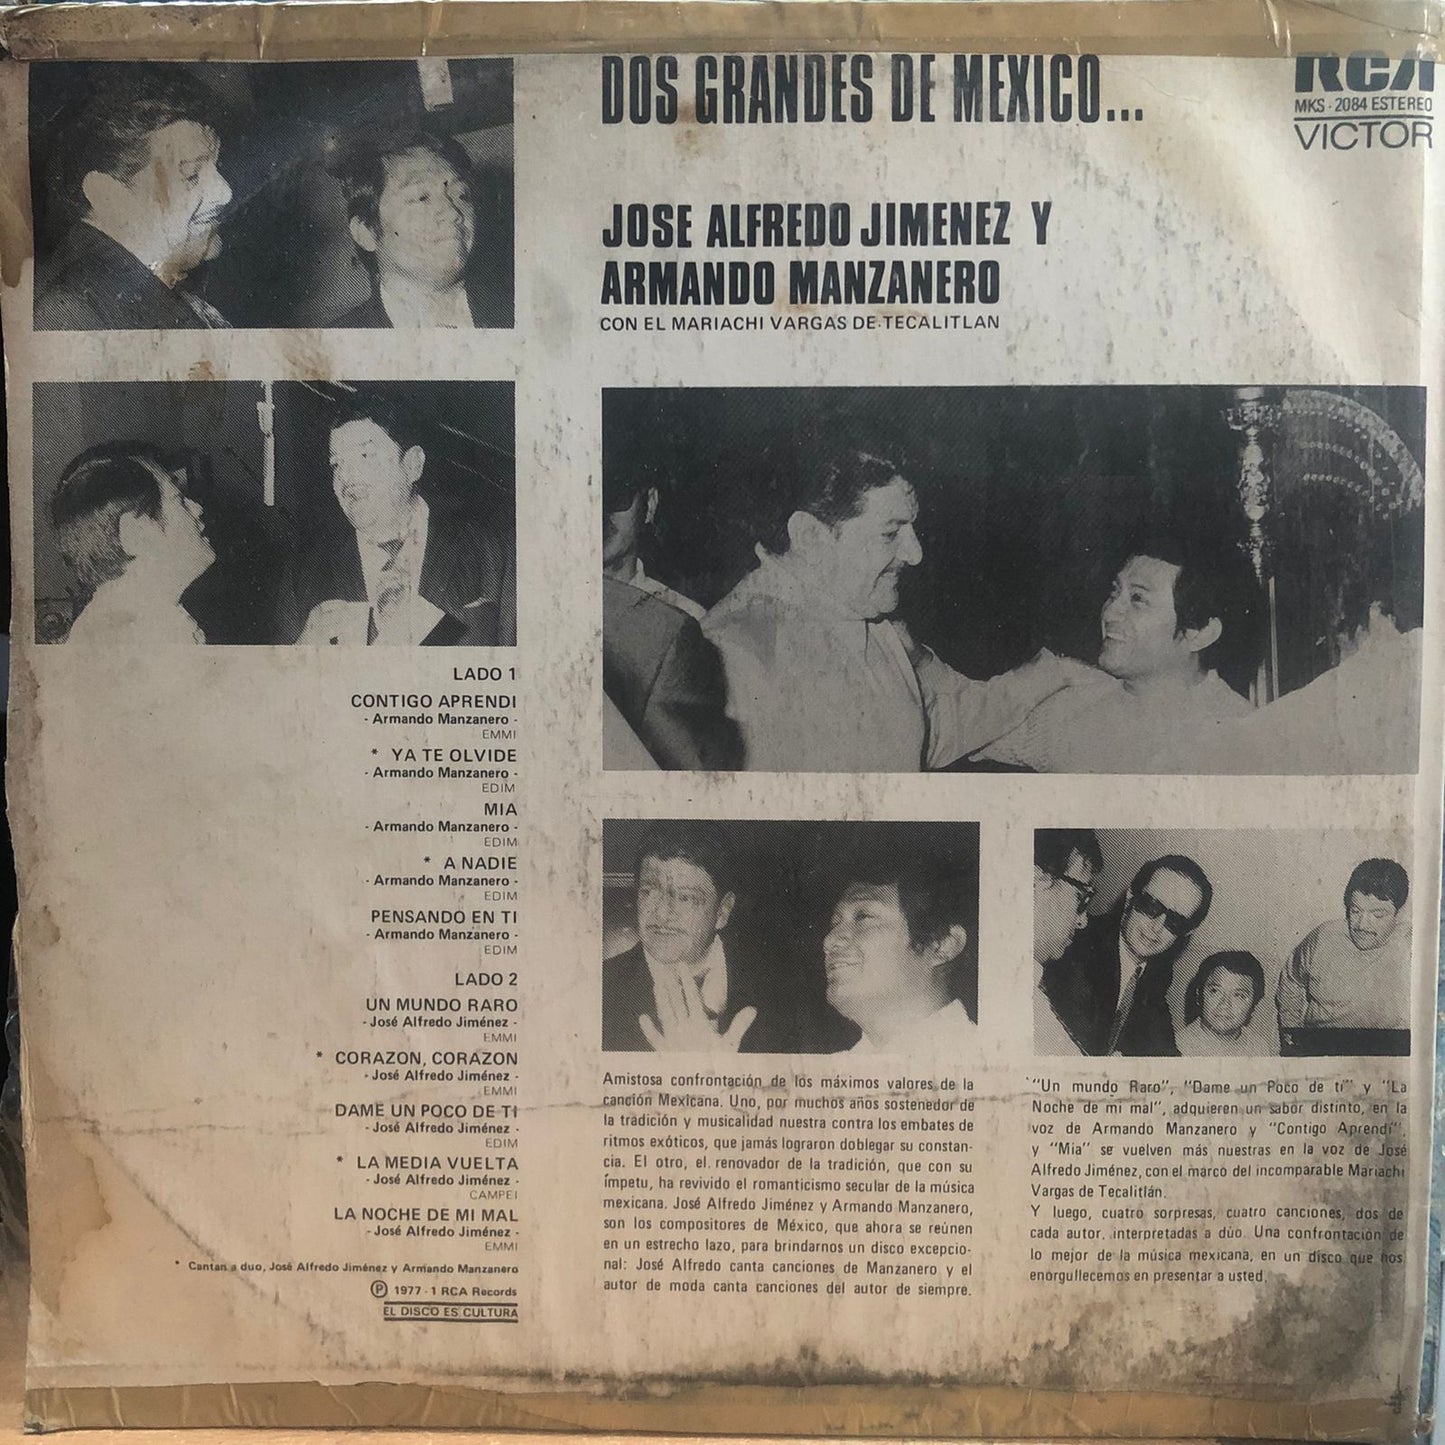 DOS GRANDES DE MEXICO...
RCA
MKS - 2084 ESTEREO
VICTOR
JOSE ALFREDO JIMENEZ Y
ARMANDO MANZANERO
CON EL MARIACHI VARGAS DE TECALITLAN
LADO 1
CONTIGO APRENDI
- Armando Manzanero -
EMMI
* YA TE OLVIDE
- Armando Manzanero -
EDIM
MIA
- Armando Manzanero -
EDIM
* A NADIE
- Armando Manzanero -
EDIM
PENSANDO EN TI
- Armando Manzanero -
EDIM
LADO 2
UN MUNDO RARO
- José Alfredo Jiménez -
EMMI
* CORAZON, CORAZON
- José Alfredo Jiménez -
EMMI
DAME UN POCO DE TI
- José Alfredo Jiménez -
EDIM
* LA MEDIA VUELTA
- José Alfredo Jiménez -
CAMPEI
LA NOCHE DE MI MAL
- José Alfredo Jiménez -
EMMI
* Cantan a duo, José Alfredo Jiménez y Armando Manzanero
Ⓟ 1977 - 1 RCA Records
EL DISCO ES CULTURA
Amistosa confrontación de los máximos valores de la
canción Mexicana. Uno, por muchos años sostenedor de
la tradición y musicalidad nuestra contra los embates de
ritmos exóticos, que jamás lograron doblegar su constan-
cia. El otro, el renovador de la tradición, que con su
ímpetu, ha revivido el romanticismo secular de la música
mexicana. José Alfredo Jiménez y Armando Manzanero,
son los compositores de México, que ahora se reúnen
en un estrecho lazo, para brindarnos un disco excepcio-
nal: José Alfredo canta canciones de Manzanero y el
autor de moda canta canciones del autor de siempre.
"Un mundo Raro", "Dame un Poco de ti" y "La
Noche de mi mal", adquieren un sabor distinto, en la
voz de Armando Manzanero y "Contigo Aprendí",
y "Mia" se vuelven más nuestras en la voz de José
Alfredo Jiménez, con el marco del incomparable Mariachi
Vargas de Tecalitlán.
Y luego, cuatro sorpresas, cuatro canciones, dos de
cada autor, interpretadas a dúo. Una confrontación de
lo mejor de la música mexicana, en un disco que nos
enorgullecemos en presentar a usted.